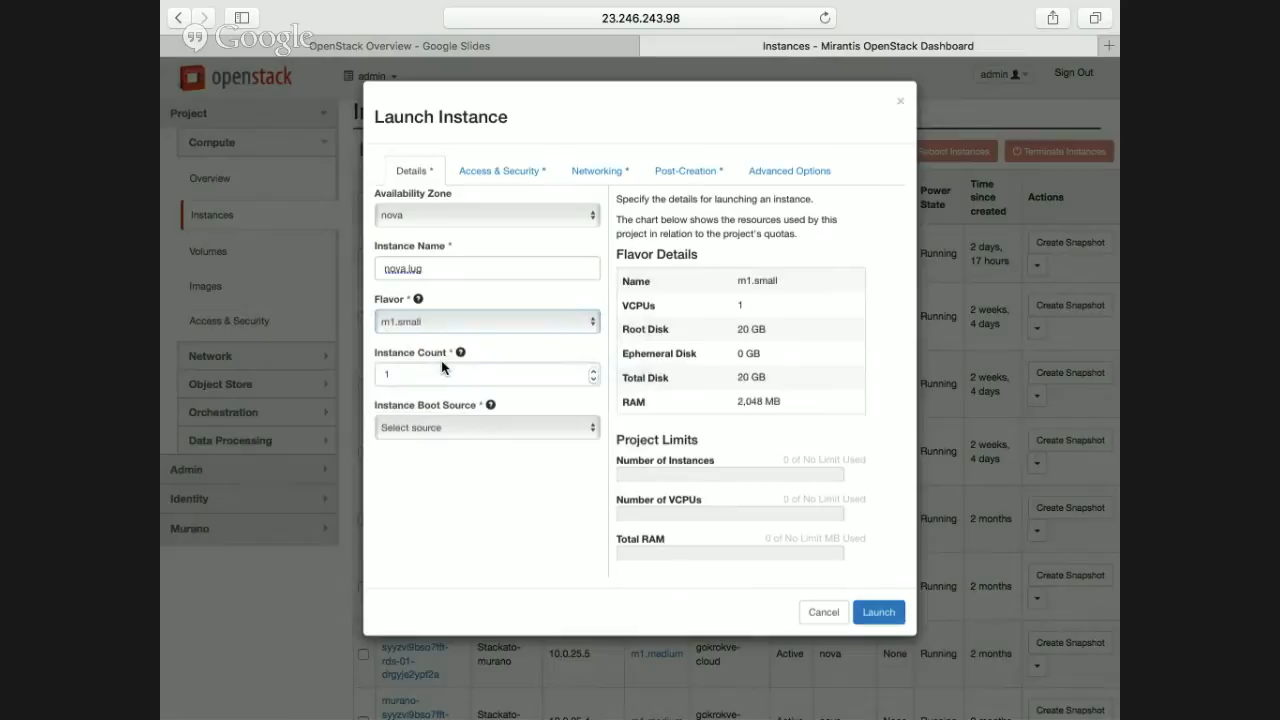 23.246.243.98
Google
OpenStack Overview - Google Slides
Instances - Mirantis OpenStack Dashboard
openstack
admin
admin
Sign Out
Project
Compute
Overview
Instances
Volumes
Images
Access & Security
Network
Object Store
Orchestration
Data Processing
Admin
Identity
Murano
Launch Instance
×
Details *
Access & Security *
Networking *
Post-Creation *
Advanced Options
Availability Zone
nova
Instance Name *
nova.lug
Flavor *
m1.small
Instance Count *
1
Instance Boot Source *
Select source
Specify the details for launching an instance.
The chart below shows the resources used by this
project in relation to the project's quotas.
Flavor Details
Name m1.small
VCPUs 1
Root Disk 20 GB
Ephemeral Disk 0 GB
Total Disk 20 GB
RAM 2,048 MB
Project Limits
Number of Instances 0 of No Limit Used
Number of VCPUs 0 of No Limit Used
Total RAM 0 of No Limit MB Used
Cancel
Launch
Reboot Instances
Terminate Instances
Power
State
Time
since
created
Actions
Running
2 days,
17 hours
Create Snapshot
Running
2 weeks,
4 days
Create Snapshot
Running
2 weeks,
4 days
Create Snapshot
Running
2 weeks,
4 days
Create Snapshot
Running
2 months
Create Snapshot
Running
2 months
Create Snapshot
syyzvl9bso7ftt-
rds-01-
drgyje2ypf2a
Stackato-
murano
10.0.25.5
m1.medium
gokrokve-
cloud
Active
nova
None
Running
2 months
Create Snapshot
murano-
Stackato-
gokrokve-
Create Snapshot